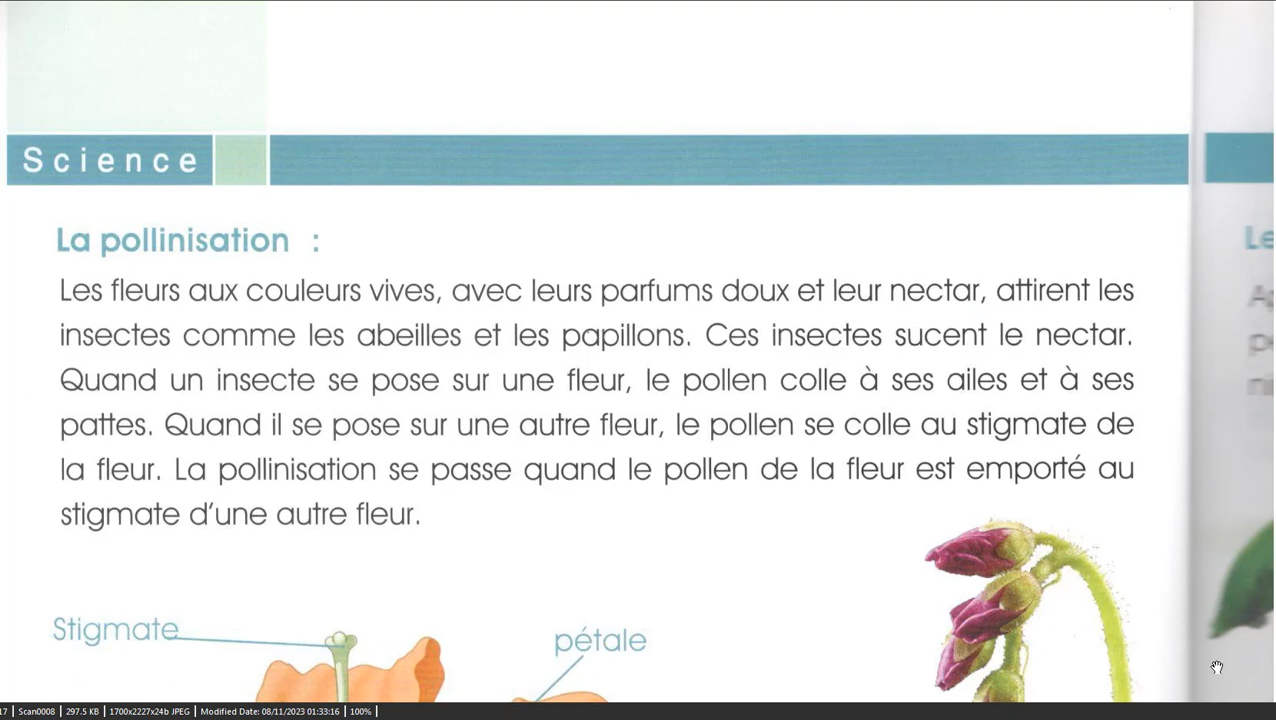 Science
La pollinisation :
Les fleurs aux couleurs vives, avec leurs parfums doux et leur nectar, attirent les
insectes comme les abeilles et les papillons. Ces insectes sucent le nectar.
Quand un insecte se pose sur une fleur, le pollen colle à ses ailes et à ses
pattes. Quand il se pose sur une autre fleur, le pollen se colle au stigmate de
la fleur. La pollinisation se passe quand le pollen de la fleur est emporté au
stigmate d'une autre fleur.
Stigmate
pétale
17 | Scan0008 | 297.5 KB | 1700x2227x24b JPEG | Modified Date: 08/11/2023 01:33:16 | 100% |